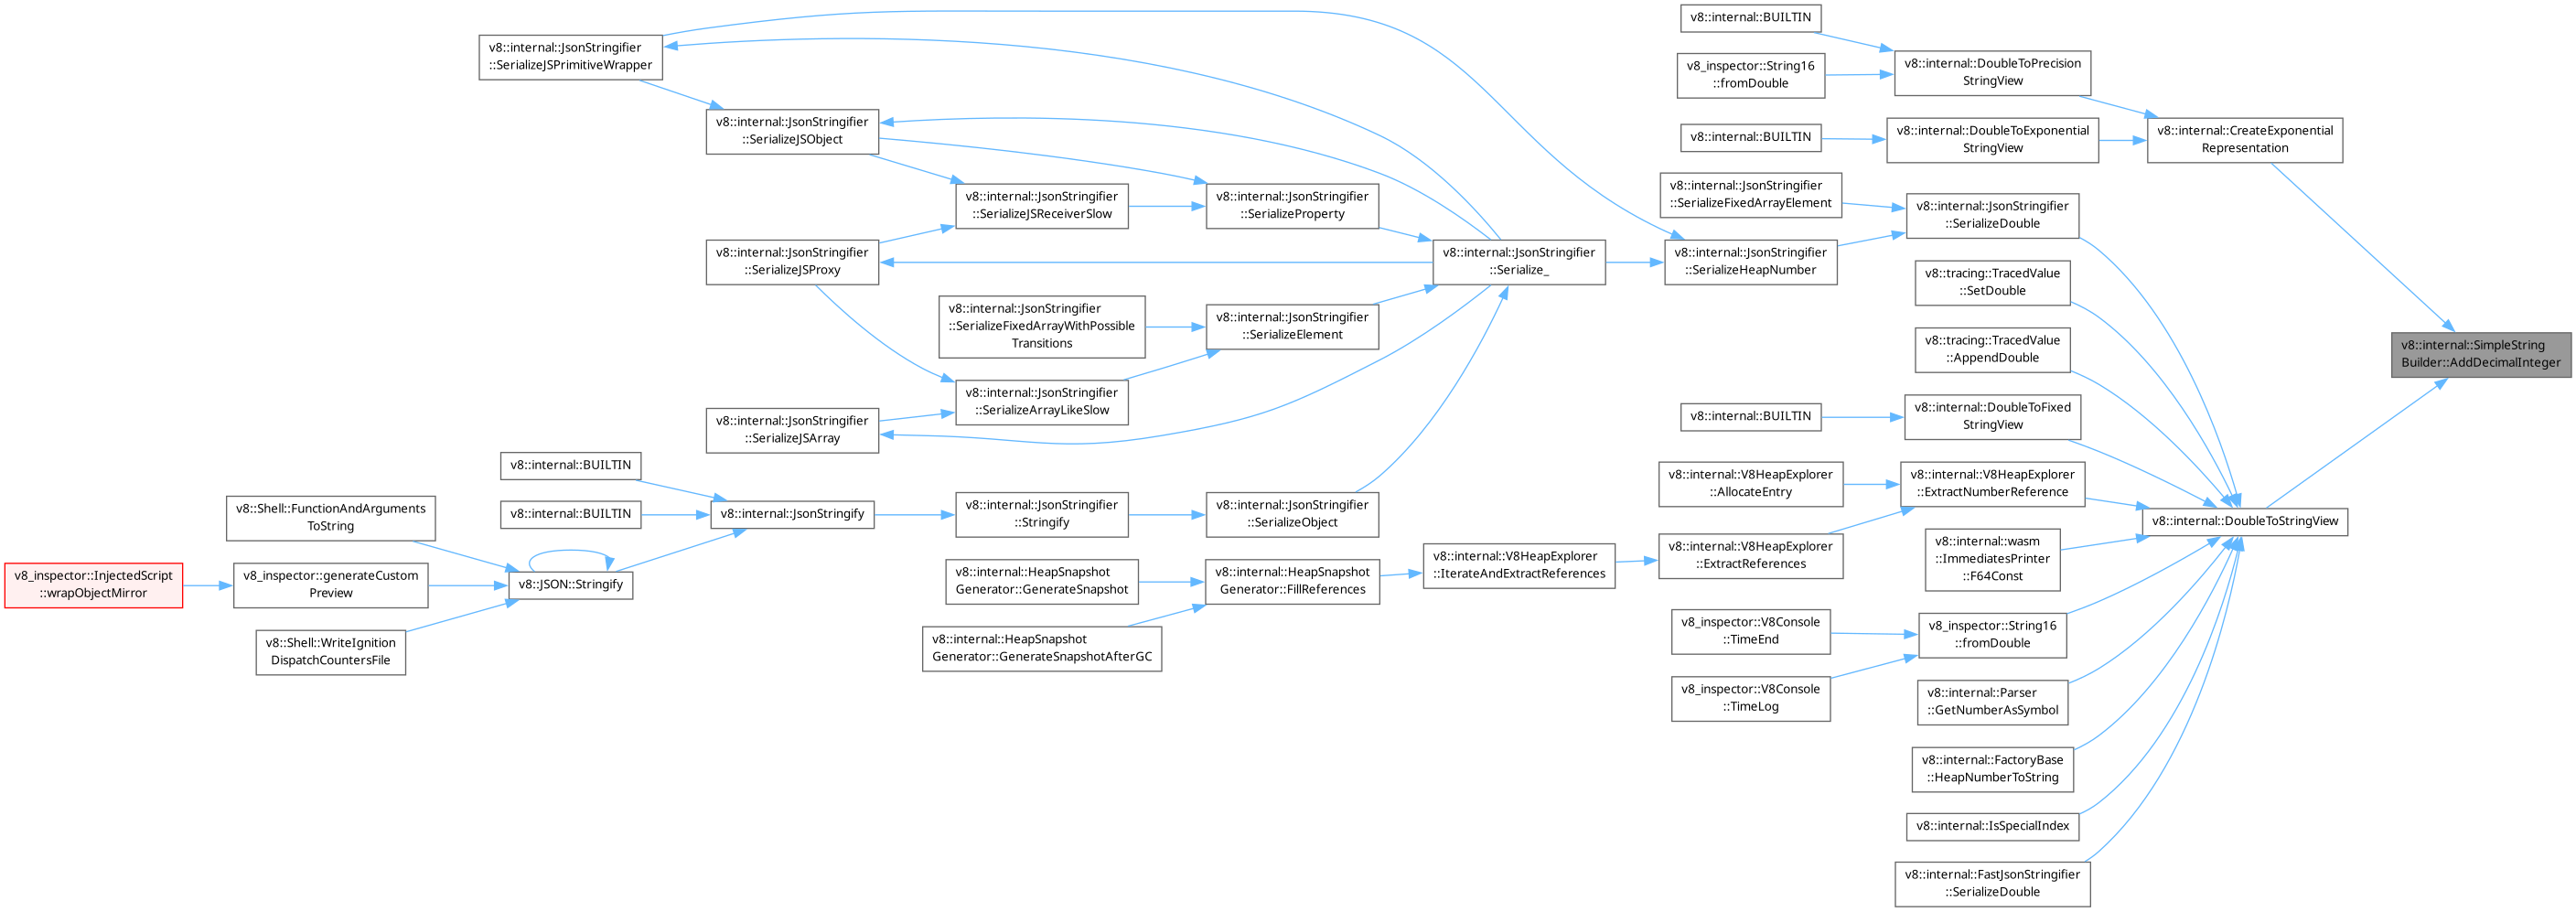 v8::internal::BUILTIN
v8::internal::JsonStringifier
::SerializeJSPrimitiveWrapper
v8_inspector::String16
::fromDouble
v8::internal::DoubleToPrecision
StringView
v8::internal::JsonStringifier
::SerializeJSObject
v8::internal::BUILTIN
v8::internal::DoubleToExponential
StringView
v8::internal::CreateExponential
Representation
v8::internal::JsonStringifier
::SerializeJSReceiverSlow
v8::internal::JsonStringifier
::SerializeProperty
v8::internal::JsonStringifier
::SerializeFixedArrayElement
v8::internal::JsonStringifier
::SerializeDouble
v8::internal::JsonStringifier
::SerializeJSProxy
v8::internal::JsonStringifier
::Serialize_
v8::internal::JsonStringifier
::SerializeHeapNumber
v8::tracing::TracedValue
::SetDouble
v8::internal::JsonStringifier
::SerializeFixedArrayWithPossible
Transitions
v8::internal::JsonStringifier
::SerializeElement
v8::tracing::TracedValue
::AppendDouble
v8::internal::SimpleString
Builder::AddDecimalInteger
v8::internal::JsonStringifier
::SerializeArrayLikeSlow
v8::internal::JsonStringifier
::SerializeJSArray
v8::internal::BUILTIN
v8::internal::DoubleToFixed
StringView
v8::internal::BUILTIN
v8::internal::V8HeapExplorer
::AllocateEntry
v8::internal::V8HeapExplorer
::ExtractNumberReference
v8::Shell::FunctionAndArguments
ToString
v8::internal::BUILTIN
v8::internal::JsonStringify
v8::internal::JsonStringifier
::Stringify
v8::internal::JsonStringifier
::SerializeObject
v8::internal::DoubleToStringView
v8_inspector::InjectedScript
::wrapObjectMirror
v8_inspector::generateCustom
Preview
v8::JSON::Stringify
v8::internal::HeapSnapshot
Generator::GenerateSnapshot
v8::internal::HeapSnapshot
Generator::FillReferences
v8::internal::V8HeapExplorer
::IterateAndExtractReferences
v8::internal::V8HeapExplorer
::ExtractReferences
v8::internal::wasm
::ImmediatesPrinter
::F64Const
v8::Shell::WriteIgnition
DispatchCountersFile
v8::internal::HeapSnapshot
Generator::GenerateSnapshotAfterGC
v8_inspector::V8Console
::TimeEnd
v8_inspector::String16
::fromDouble
v8_inspector::V8Console
::TimeLog
v8::internal::Parser
::GetNumberAsSymbol
v8::internal::FactoryBase
::HeapNumberToString
v8::internal::IsSpecialIndex
v8::internal::FastJsonStringifier
::SerializeDouble